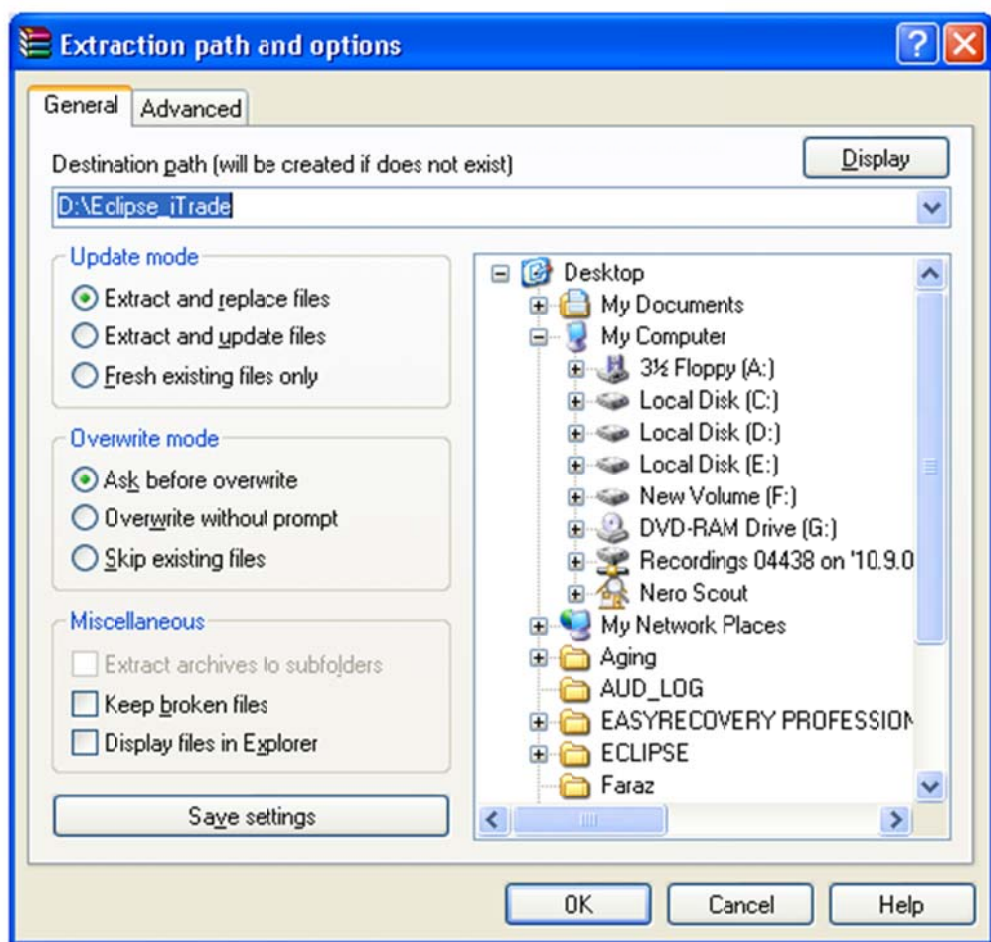 Extraction path and options
General
Advanced
Destination path (will be created if does not exist)
Display
D:\Eclipse_iTrade
Update mode
Extract and replace files
Extract and update files
Fresh existing files only
Overwrite mode
Ask before overwrite
Overwrite without prompt
Skip existing files
Miscellaneous
Extract archives to subfolders
Keep broken files
Display files in Explorer
Save settings
Desktop
My Documents
My Computer
3½ Floppy (A:)
Local Disk (C:)
Local Disk (D:)
Local Disk (E:)
New Volume (F:)
DVD-RAM Drive (G:)
Recordings 04438 on '10.9.0
Nero Scout
My Network Places
Aging
AUD_LOG
EASYRECOVERY PROFESSION
ECLIPSE
Faraz
OK
Cancel
Help